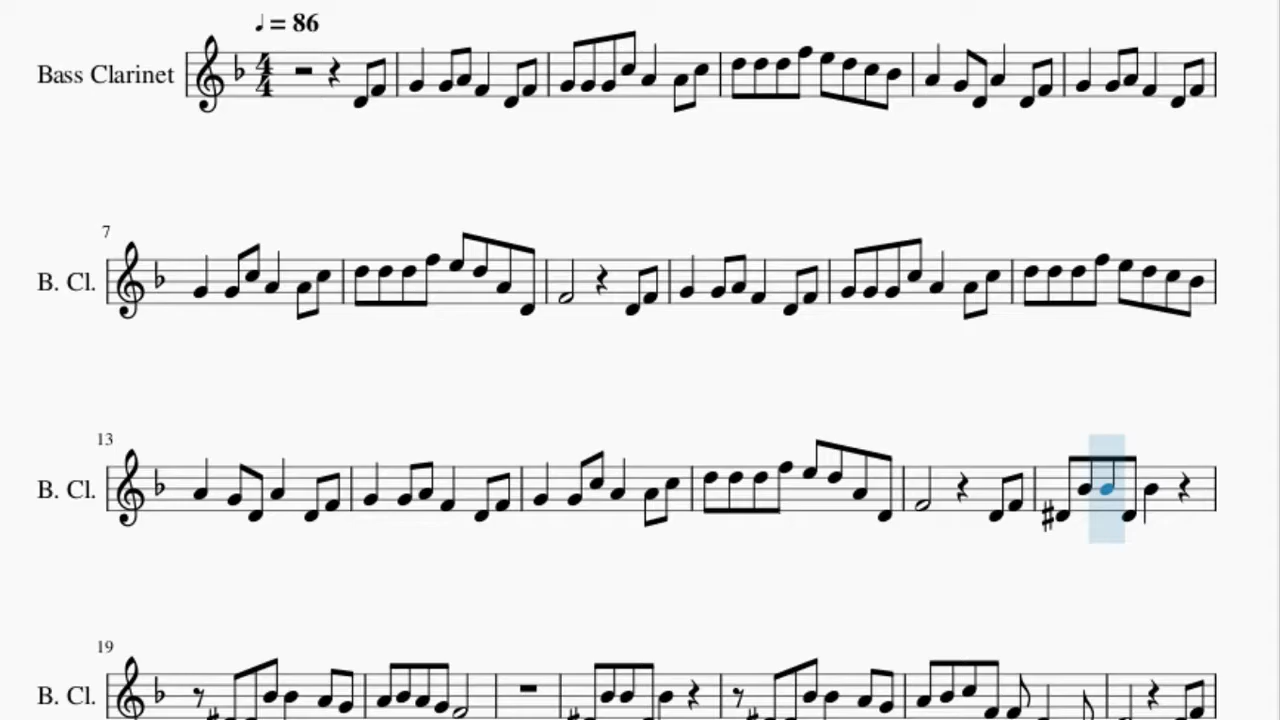 ♩ = 86
Bass Clarinet
4
4
7
B. Cl.
13
B. Cl.
19
B. Cl.